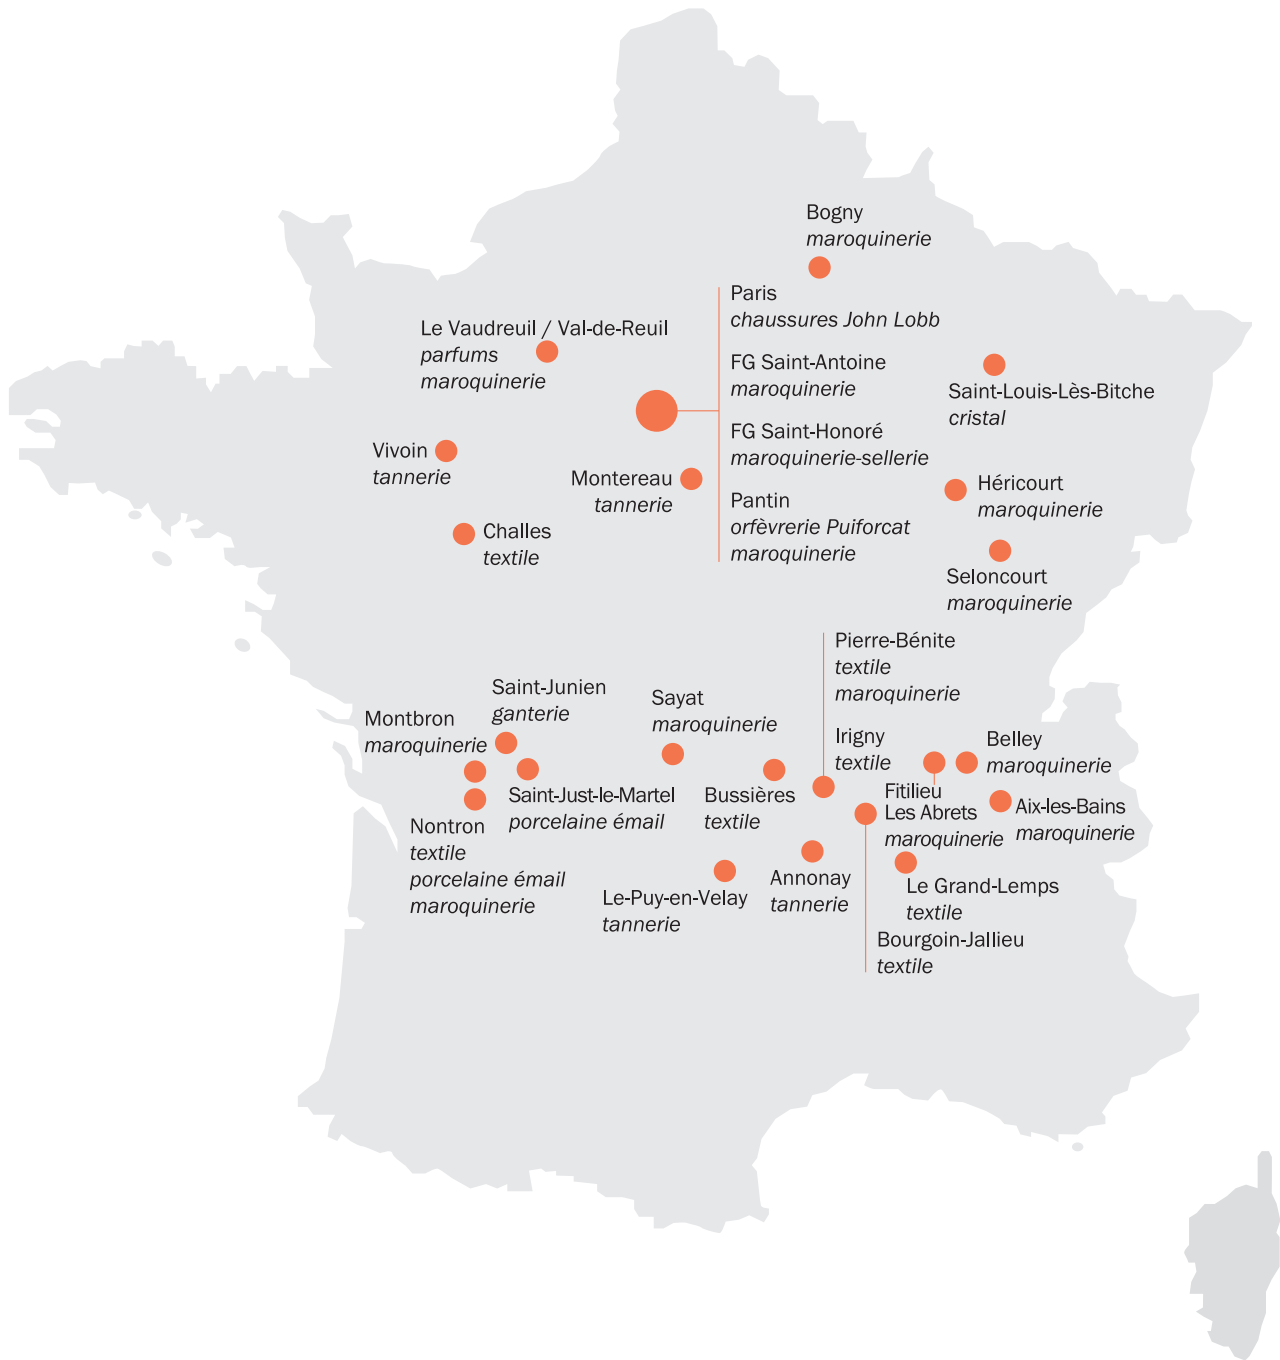 Bogny
maroquinerie
Paris
chaussures John Lobb
FG Saint-Antoine
maroquinerie
FG Saint-Honoré
maroquinerie-sellerie
Pantin
orfèvrerie Puiforcat
maroquinerie
Le Vaudreuil / Val-de-Reuil
parfums
maroquinerie
Saint-Louis-Lès-Bitche
cristal
Vivoin
tannerie
Montereau
tannerie
Héricourt
maroquinerie
Challes
textile
Seloncourt
maroquinerie
Pierre-Bénite
textile
maroquinerie
Irigny
textile
Saint-Junien
ganterie
Sayat
maroquinerie
Montbron
maroquinerie
Belley
maroquinerie
Saint-Just-le-Martel
porcelaine émail
Bussières
textile
Fitilieu
Les Abrets
maroquinerie
Aix-les-Bains
maroquinerie
Nontron
textile
porcelaine émail
maroquinerie
Le-Puy-en-Velay
tannerie
Annonay
tannerie
Le Grand-Lemps
textile
Bourgoin-Jallieu
textile